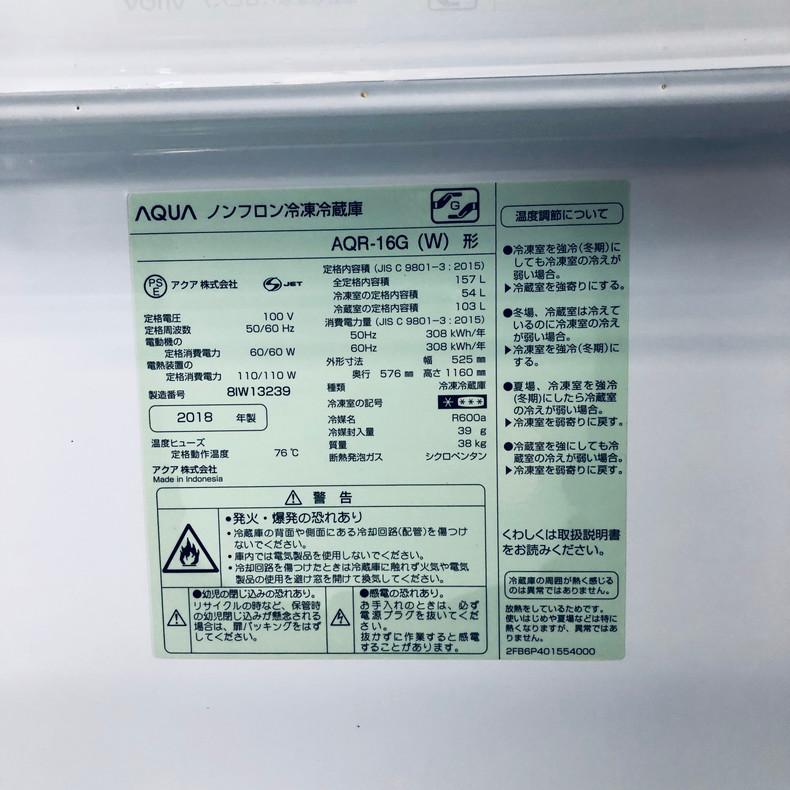 AQUA ノンフロン冷凍冷蔵庫
G
AQR-16G (W) 形
PS
E
アクア株式会社
JET
定格電圧 100 V
定格周波数 50/60 Hz
電動機の
定格消費電力 60/60 W
電熱装置の
定格消費電力 110/110 W
製造番号 8IW13239
2018 年製
温度ヒューズ
定格動作温度 76℃
アクア株式会社
Made in Indonesia
定格内容積 (JIS C 9801-3 : 2015)
全定格内容積 157 L
冷凍室の定格内容積 54 L
冷蔵室の定格内容積 103 L
消費電力量 (JIS C 9801-3 : 2015)
50Hz 308 kWh/年
60Hz 308 kWh/年
外形寸法 幅 525 mm
奥行 576 mm 高さ 1160 mm
種類 冷凍冷蔵庫
冷凍室の記号 * ***
冷媒名 R600a
冷媒封入量 39 g
質量 38 kg
断熱発泡ガス シクロペンタン
警告
●発火・爆発の恐れあり
・冷蔵庫の背面や側面にある冷却回路(配管)を傷つけ
ないでください。
・庫内では電気製品を使用しないでください。
・冷却回路を傷つけたときは冷蔵庫に触れず火気や電気
製品の使用を避け窓を開けて換気してください。
●幼児の閉じ込みの恐れあり。
リサイクルの時など、保管時
の幼児閉じ込みが懸念される
場合は、扉パッキングをはず
してください。
●感電の恐れあり。
お手入れのときは、必ず
電源プラグを抜いてくだ
さい。
抜かずに作業すると感電
することがあります。
温度調節について
●冷凍室を強冷(冬期)に
しても冷凍室の冷えが
弱い場合。
▶冷蔵室を強寄りにする。
●冬場、冷蔵室は冷えて
いるのに冷凍室の冷え
が弱い場合。
▶冷凍室を強冷(冬期)に
する。
●夏場、冷凍室を強冷
(冬期)にしたら冷蔵室
の冷えが弱い場合。
▶冷凍室を弱寄りに戻す。
●冷蔵室を強にしても冷
蔵室の冷えが弱い場合。
▶冷凍室を弱寄りに戻す。
くわしくは取扱説明書
をお読みください。
冷蔵庫の周囲が熱く感じる
のは異常ではありません。
放熱をしているためです。
使いはじめや夏場などは特に
熱くなりますが、異常ではあ
りません。
2FB6P401554000